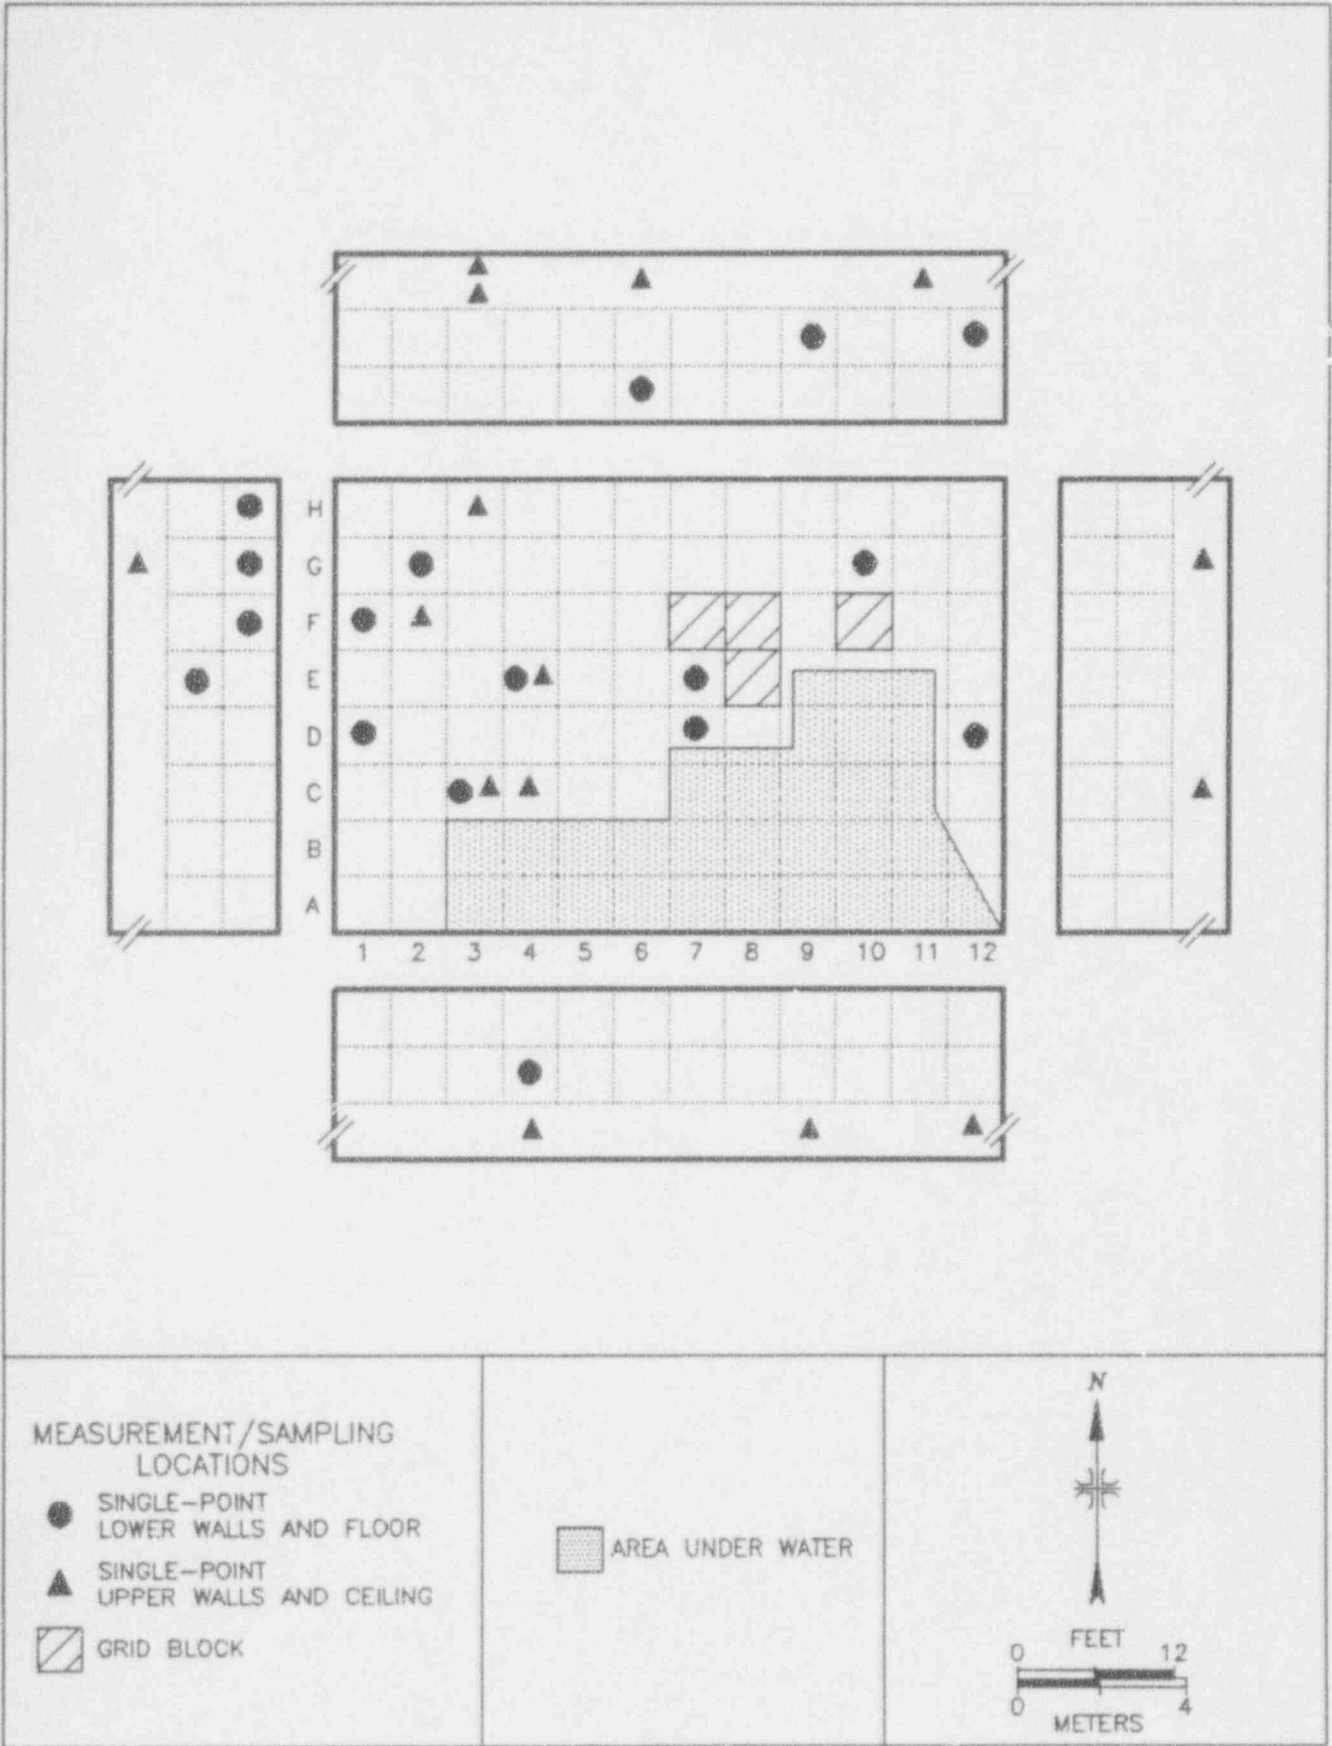 H
G
F
E
D
C
B
A
1 2 3 4 5 6 7 8 9 10 11 12
MEASUREMENT/SAMPLING
LOCATIONS
SINGLE-POINT
LOWER WALLS AND FLOOR
SINGLE-POINT
UPPER WALLS AND CEILING
GRID BLOCK
AREA UNDER WATER
N
FEET
0 12
0 4
METERS